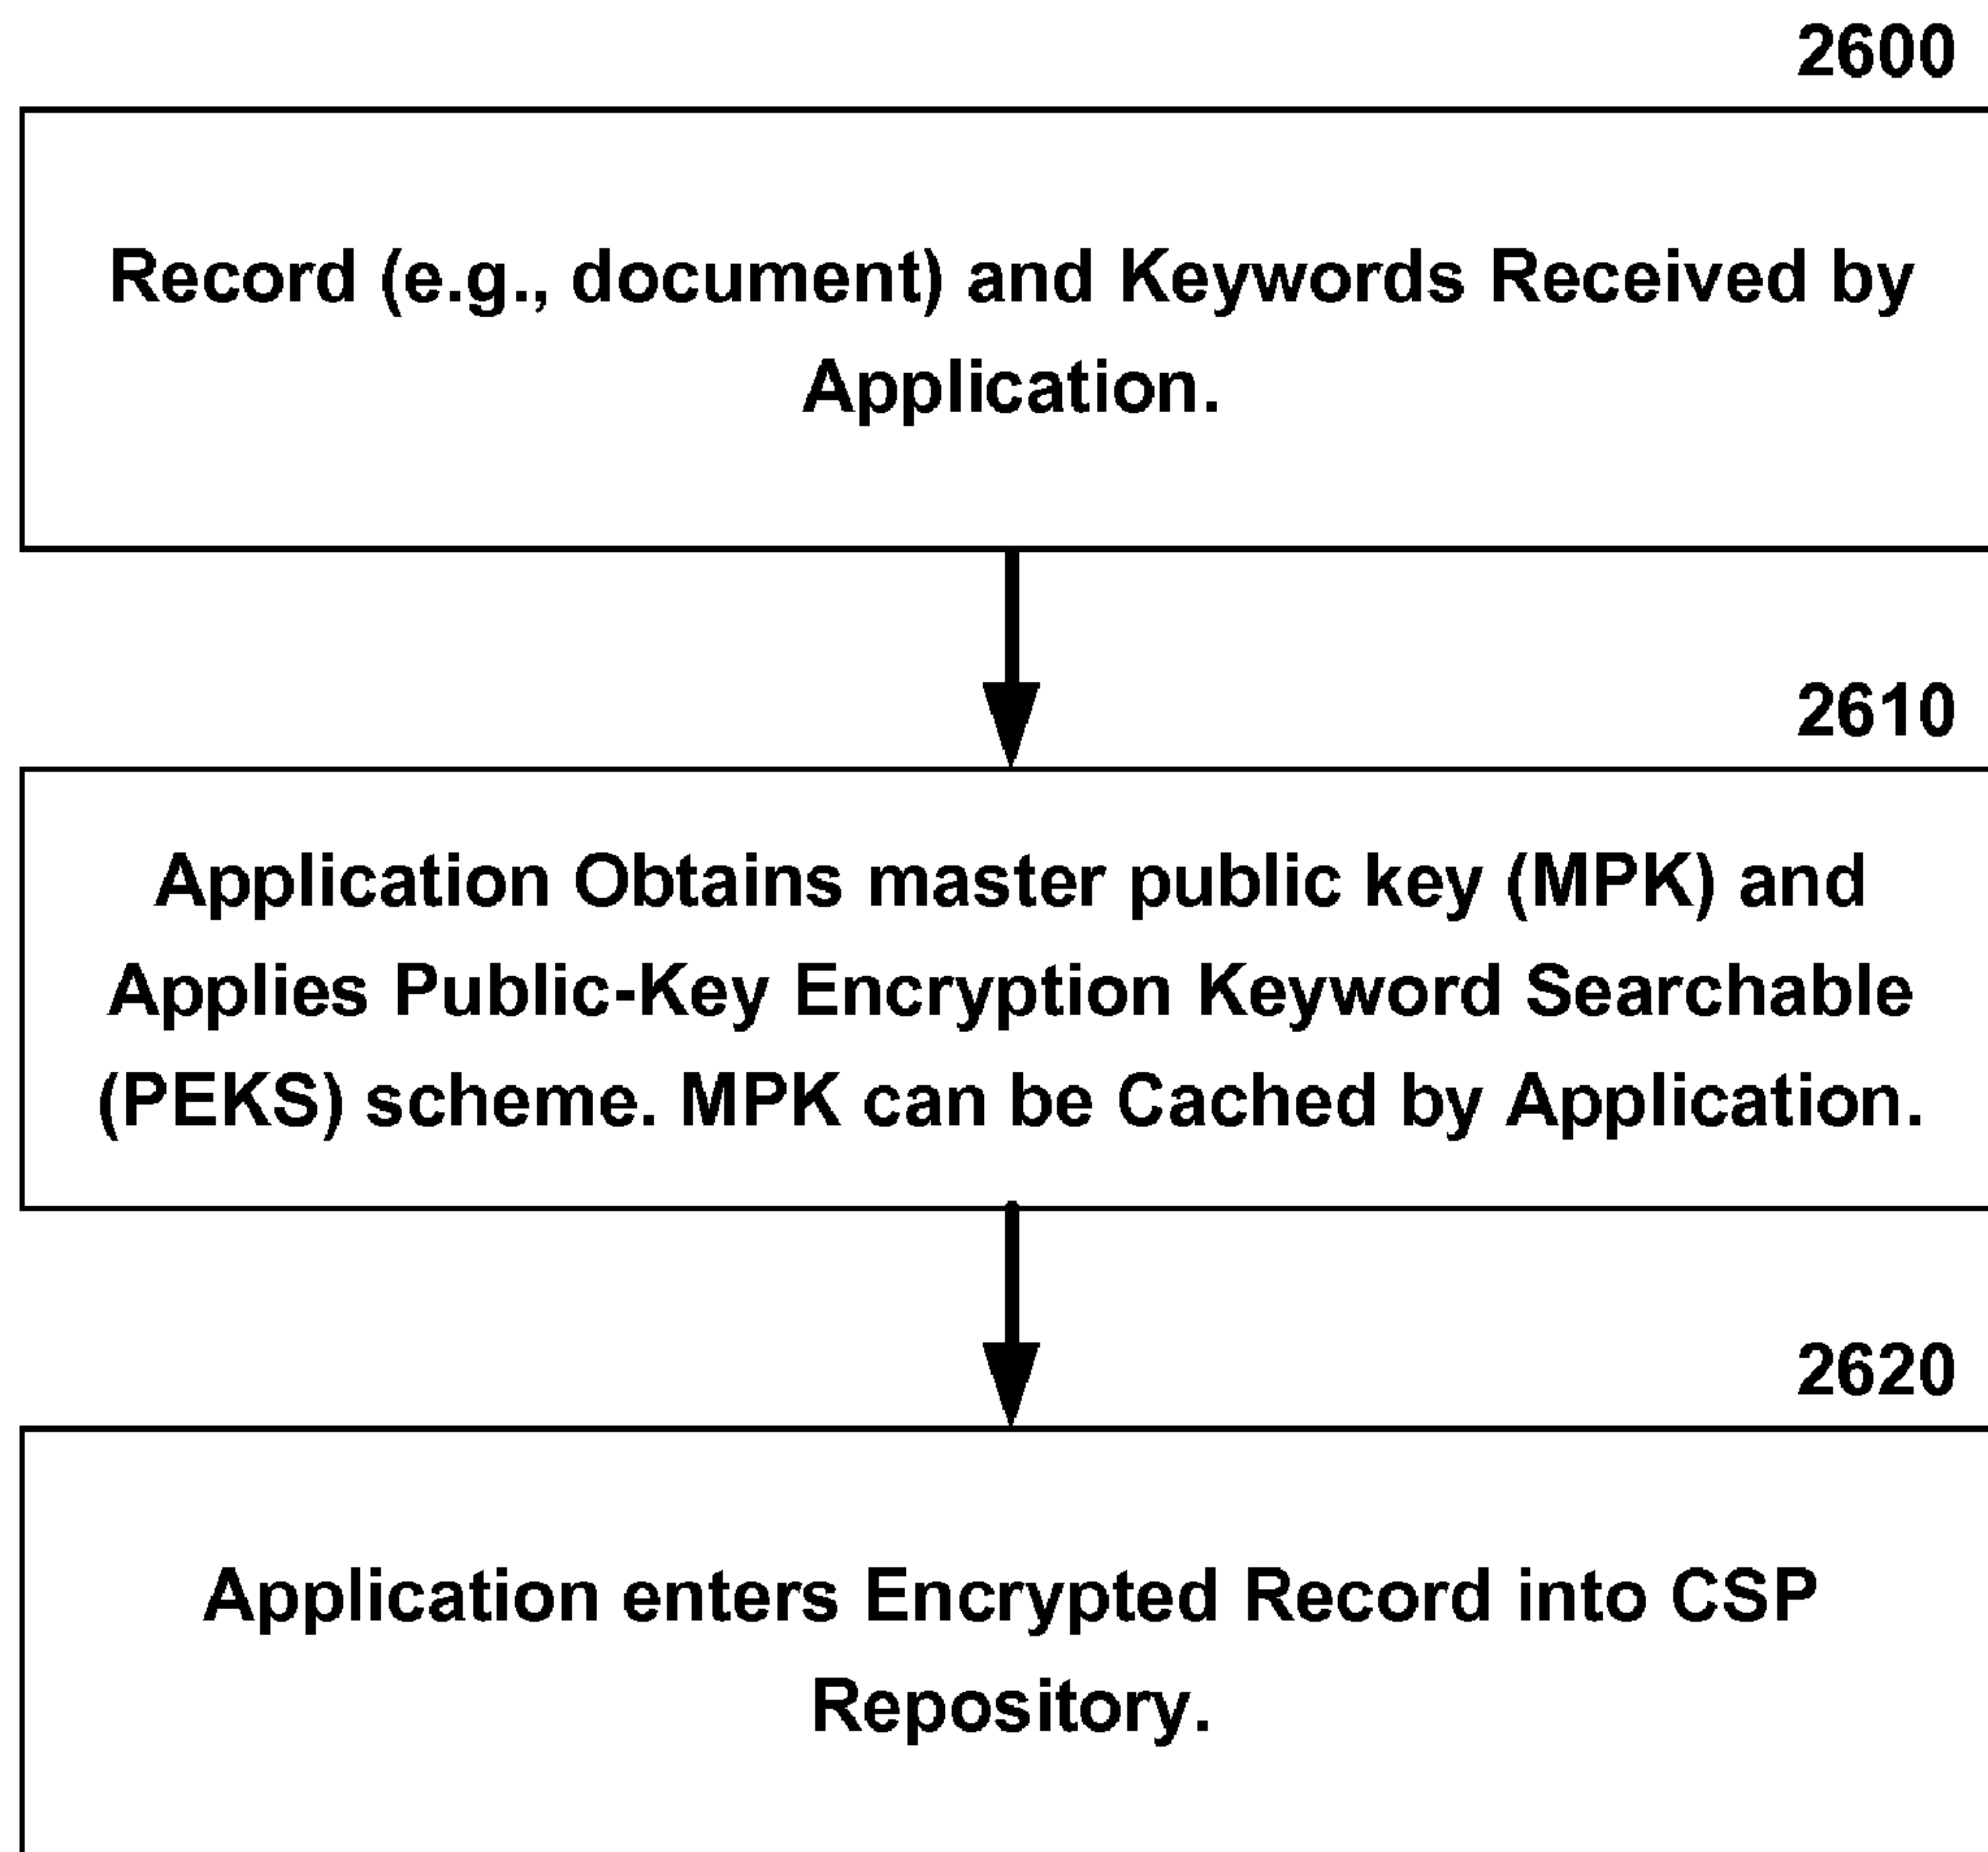 2600
Record (e.g., document) and Keywords Received by
Application.
2610
Application Obtains master public key (MPK) and
Applies Public-Key Encryption Keyword Searchable
(PEKS) scheme. MPK can be Cached by Application.
2620
Application enters Encrypted Record into CSP
Repository.